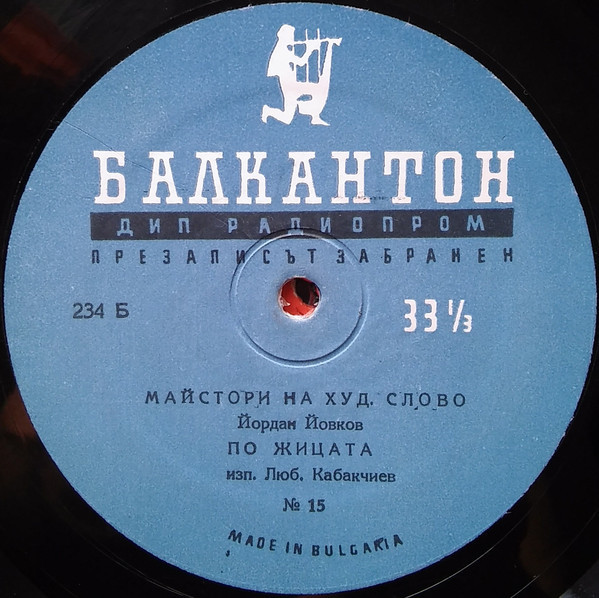 БАЛКАНТОН
ДИП РАДИОПРОМ
ПРЕЗАПИСЪТ ЗАБРАНЕН
234 Б
33 ⅓
МАЙСТОРИ НА ХУД. СЛОВО
Йордан Йовков
ПО ЖИЦАТА
изп. Люб. Кабакчиев
№ 15
MADE IN BULGARIA